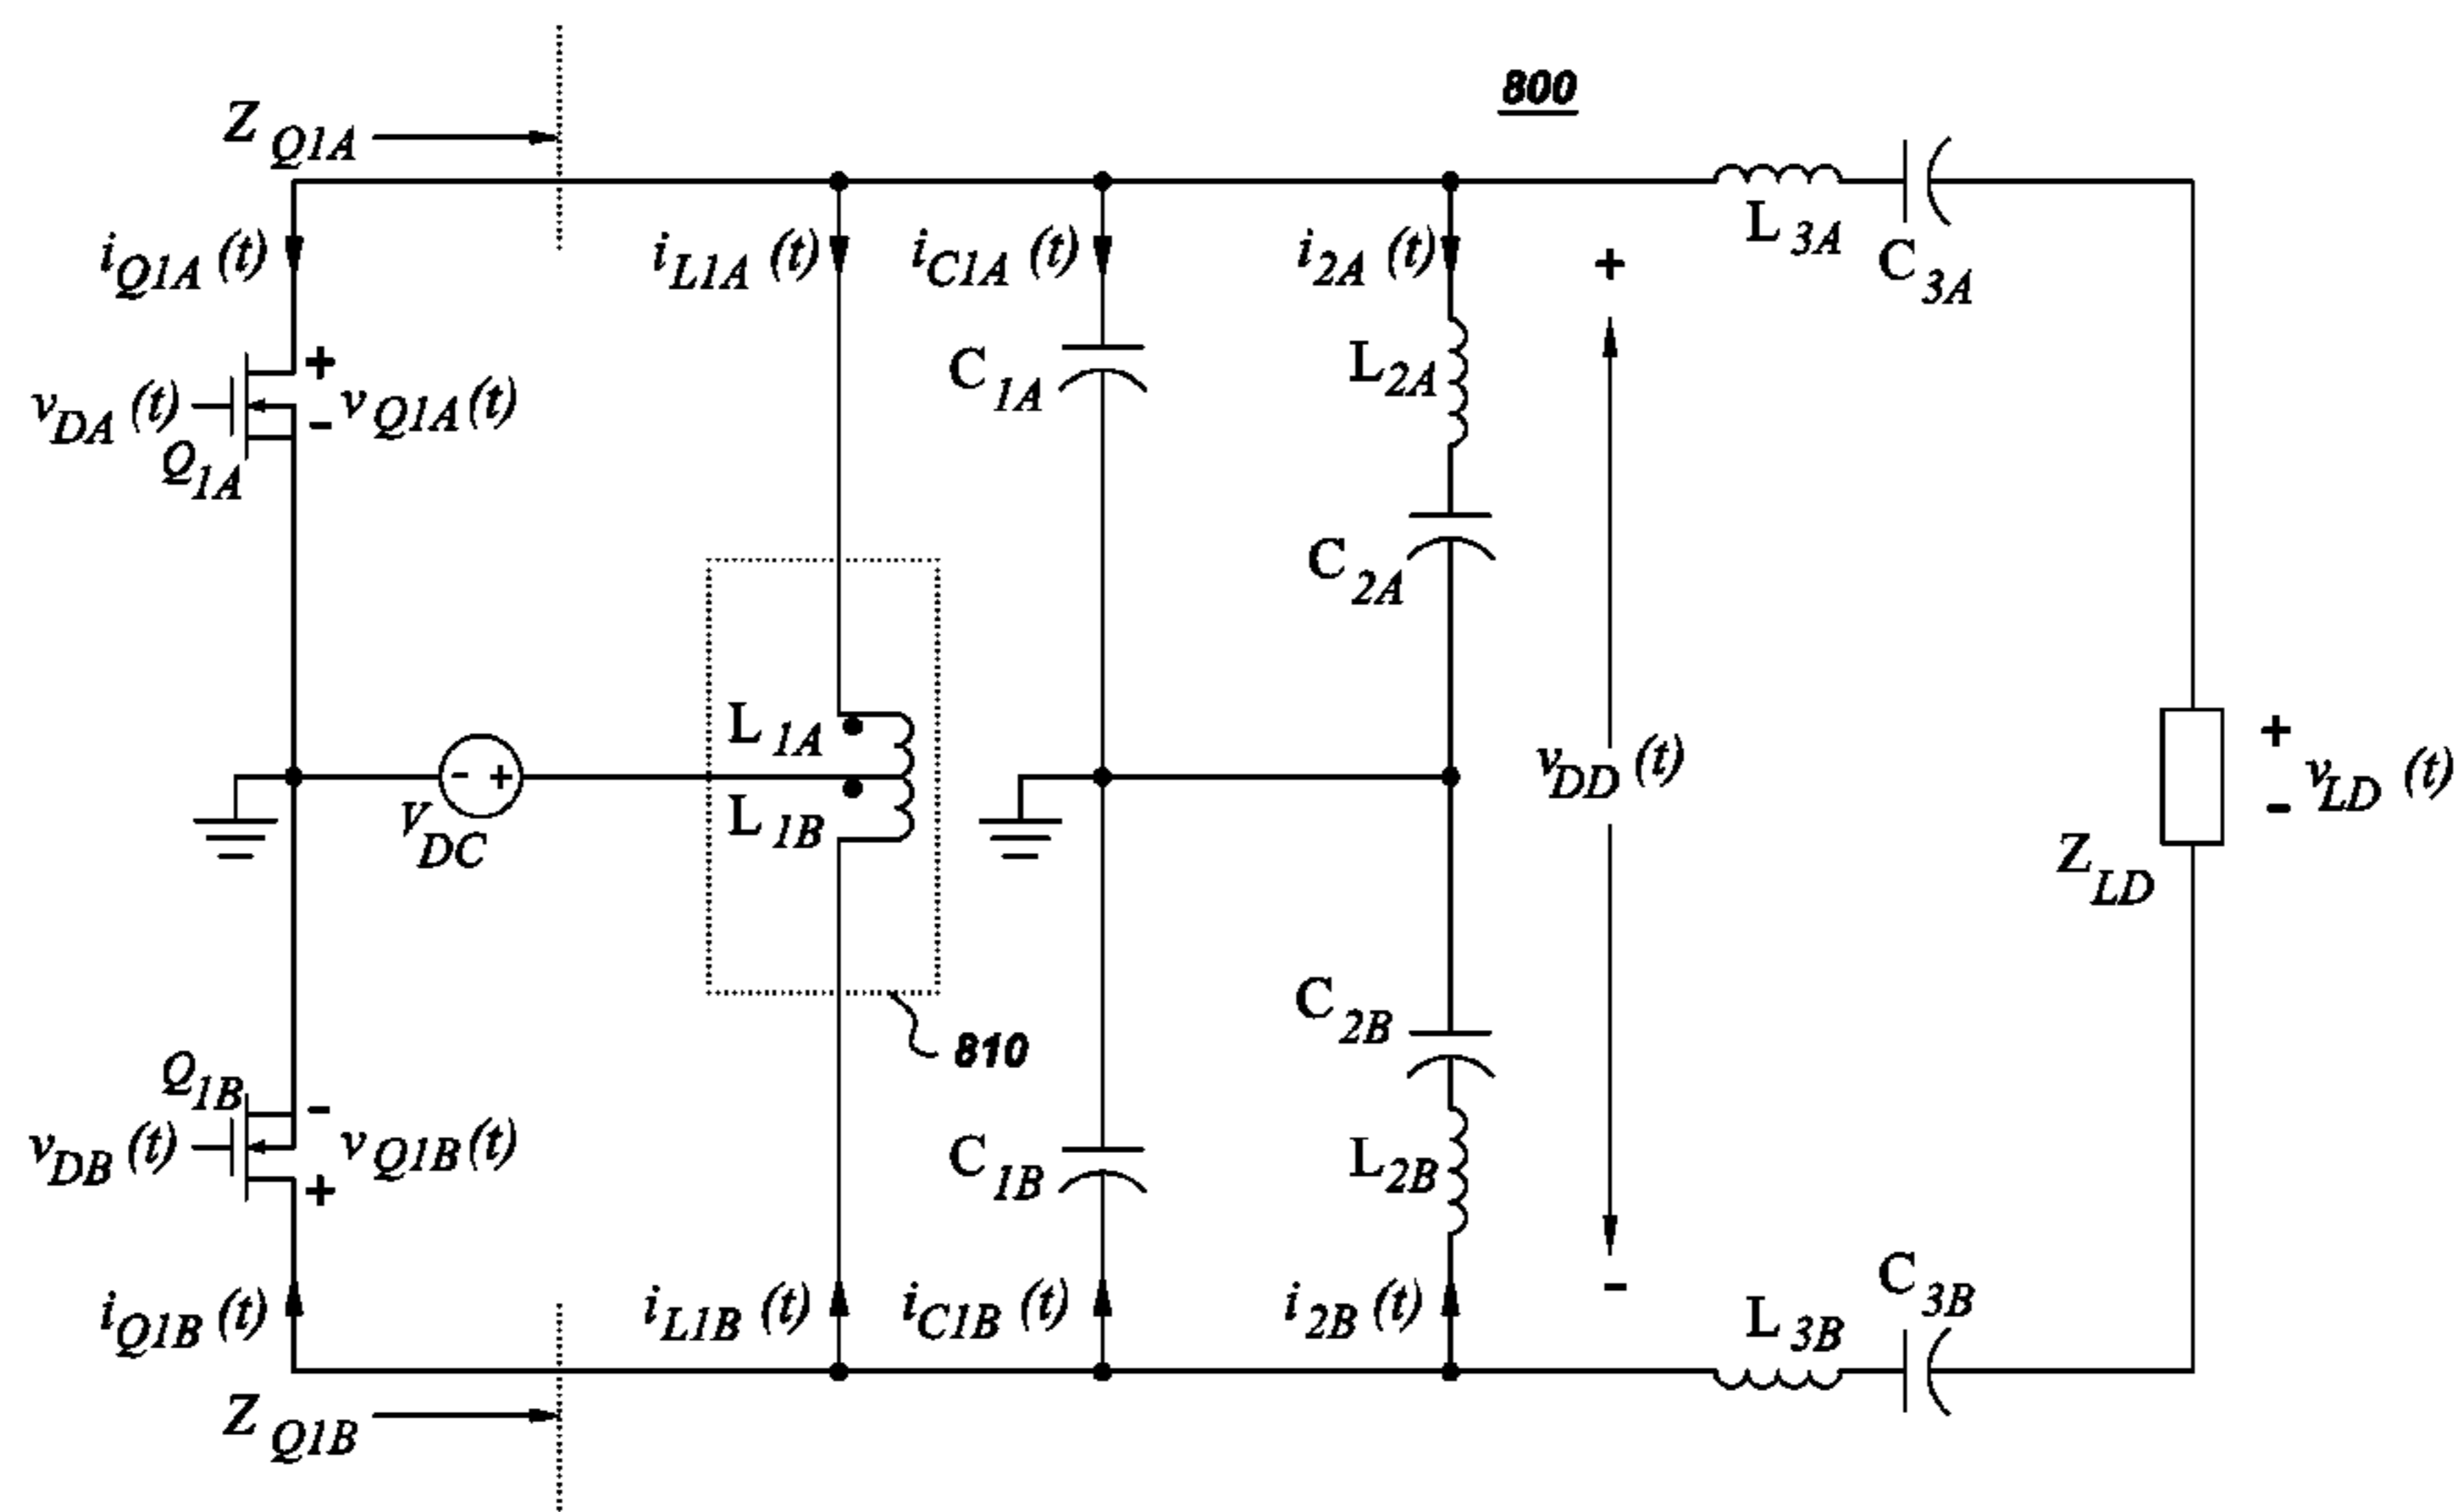 800
Z Q1A
i Q1A (t)
i L1A (t)
i C1A (t)
i 2A (t)
+
L 3A
C 3A
+
v DA (t)
- v Q1A (t)
Q 1A
C 1A
L 2A
C 2A
L 1A
- +
V DC
L 1B
v DD (t)
+
v LD (t)
-
Z LD
C 2B
810
Q 1B
-
v DB (t)
v Q1B (t)
+
C 1B
L 2B
i Q1B (t)
i L1B (t)
i C1B (t)
i 2B (t)
-
L 3B
C 3B
Z Q1B